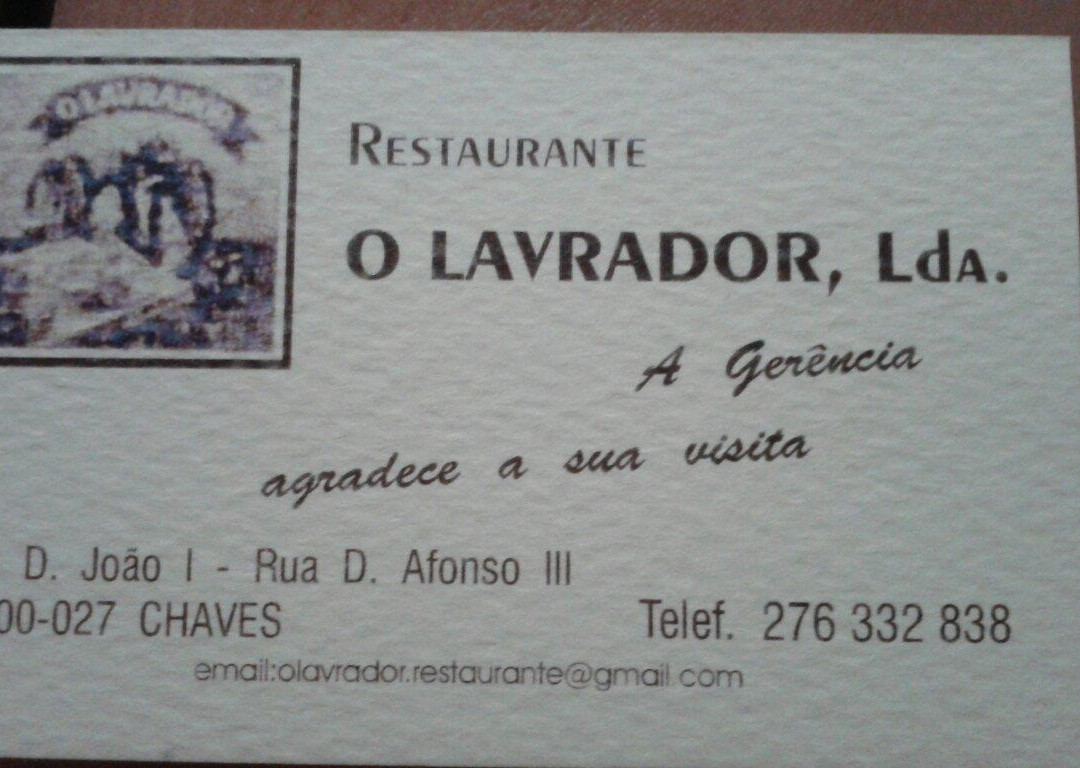 O LAVRADOR
RESTAURANTE
O LAVRADOR, LDA.
A Gerência
agradece a sua visita
D. João I - Rua D. Afonso III
00-027 CHAVES
Telef. 276 332 838
email:olavrador.restaurante@gmail.com